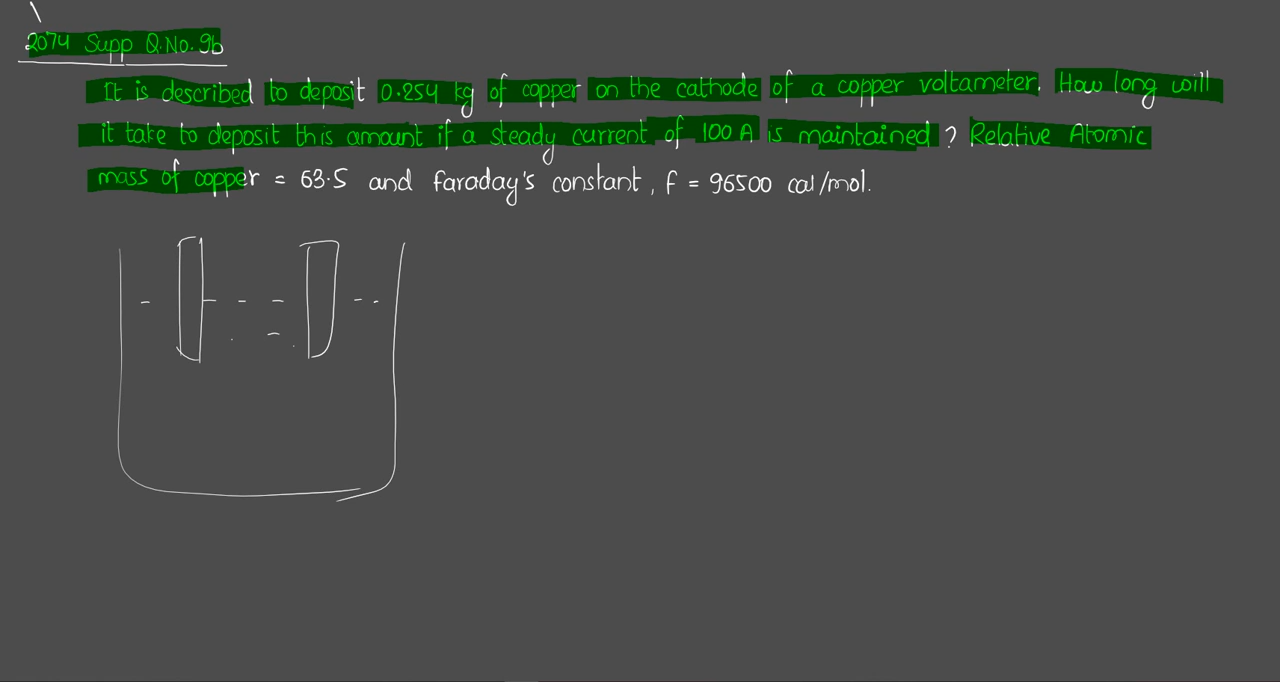 2074 Supp Q.No. 9b
It is described to deposit 0.254 kg of copper on the cathode of a copper voltameter. How long will
it take to deposit this amount if a steady current of 100 A is maintained ? Relative Atomic
mass of copper = 63.5 and faraday's constant, f = 96500 cal/mol.